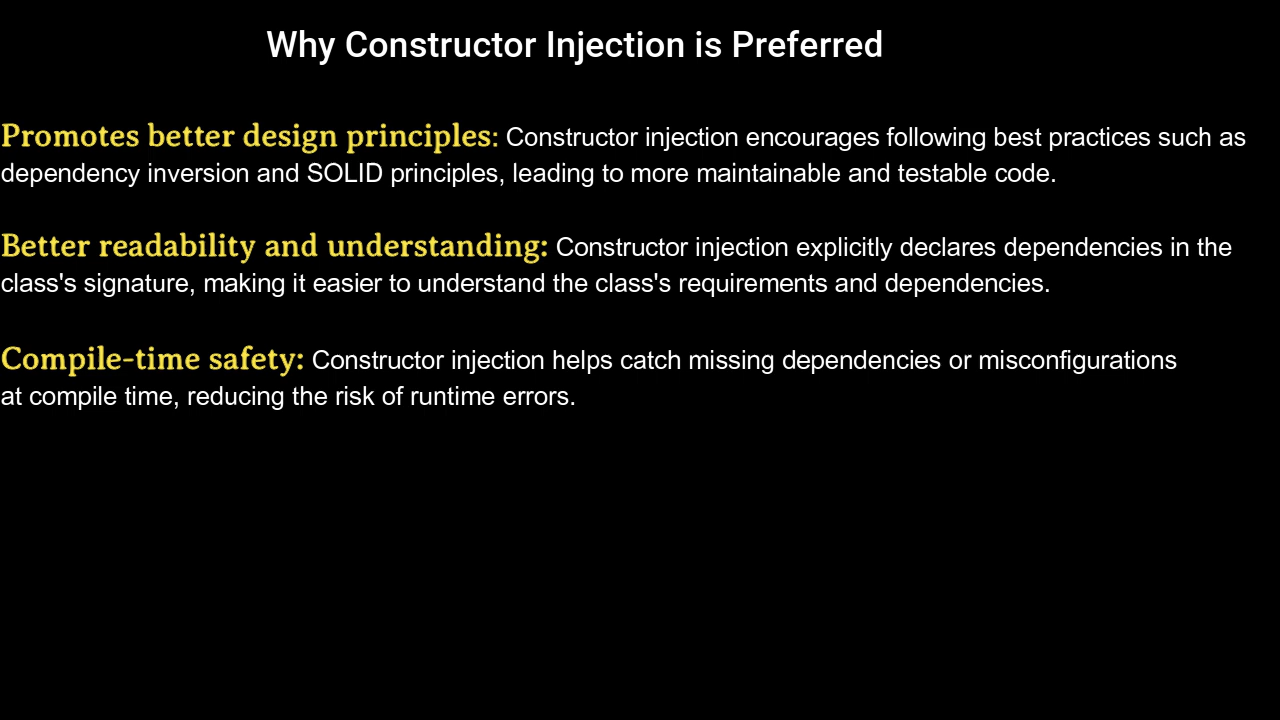 Why Constructor Injection is Preferred
Promotes better design principles: Constructor injection encourages following best practices such as
dependency inversion and SOLID principles, leading to more maintainable and testable code.
Better readability and understanding: Constructor injection explicitly declares dependencies in the
class's signature, making it easier to understand the class's requirements and dependencies.
Compile-time safety: Constructor injection helps catch missing dependencies or misconfigurations
at compile time, reducing the risk of runtime errors.